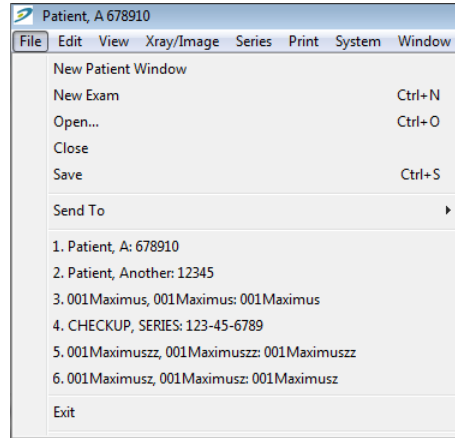 Patient, A 678910
File Edit View Xray/Image Series Print System Window
New Patient Window
New Exam Ctrl+N
Open... Ctrl+O
Close
Save Ctrl+S
Send To
1. Patient, A: 678910
2. Patient, Another: 12345
3. 001Maximus, 001Maximus: 001Maximus
4. CHECKUP, SERIES: 123-45-6789
5. 001Maximuszz, 001Maximuszz: 001Maximuszz
6. 001Maximusz, 001Maximusz: 001Maximusz
Exit